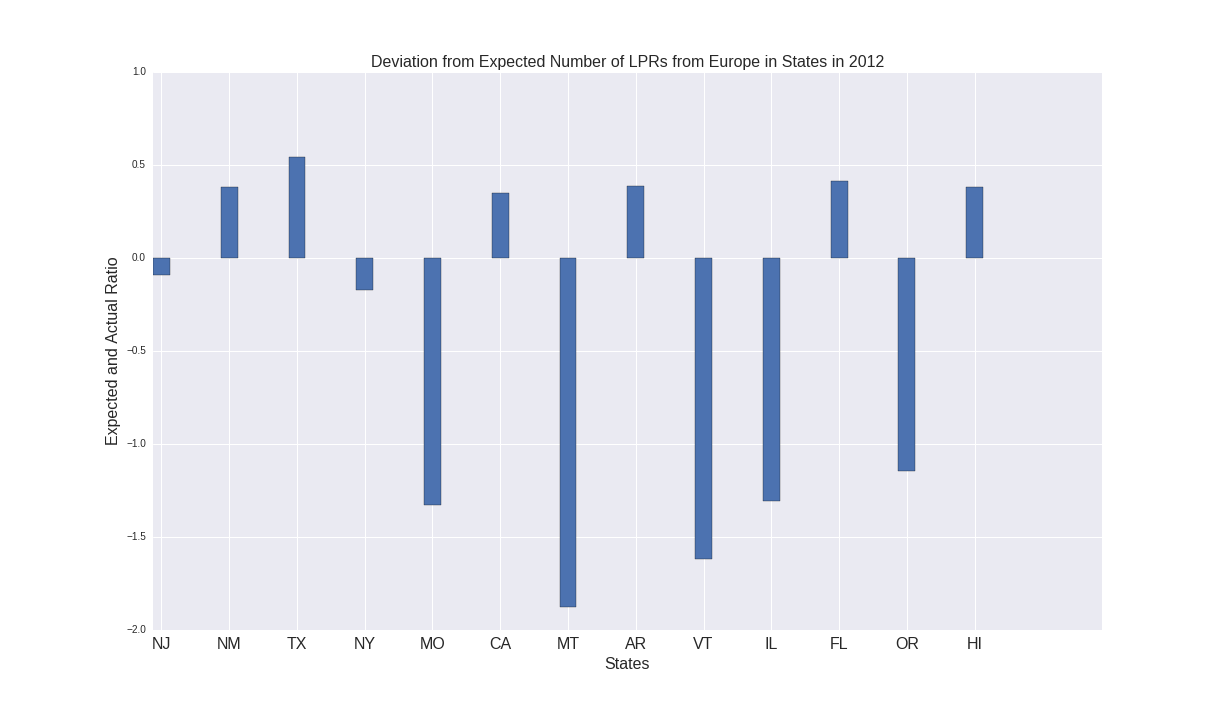 Deviation from Expected Number of LPRs from Europe in States in 2012
1.0
0.5
0.0
−0.5
−1.0
−1.5
−2.0
Expected and Actual Ratio
NJ NM TX NY MO CA MT AR VT IL FL OR HI
States